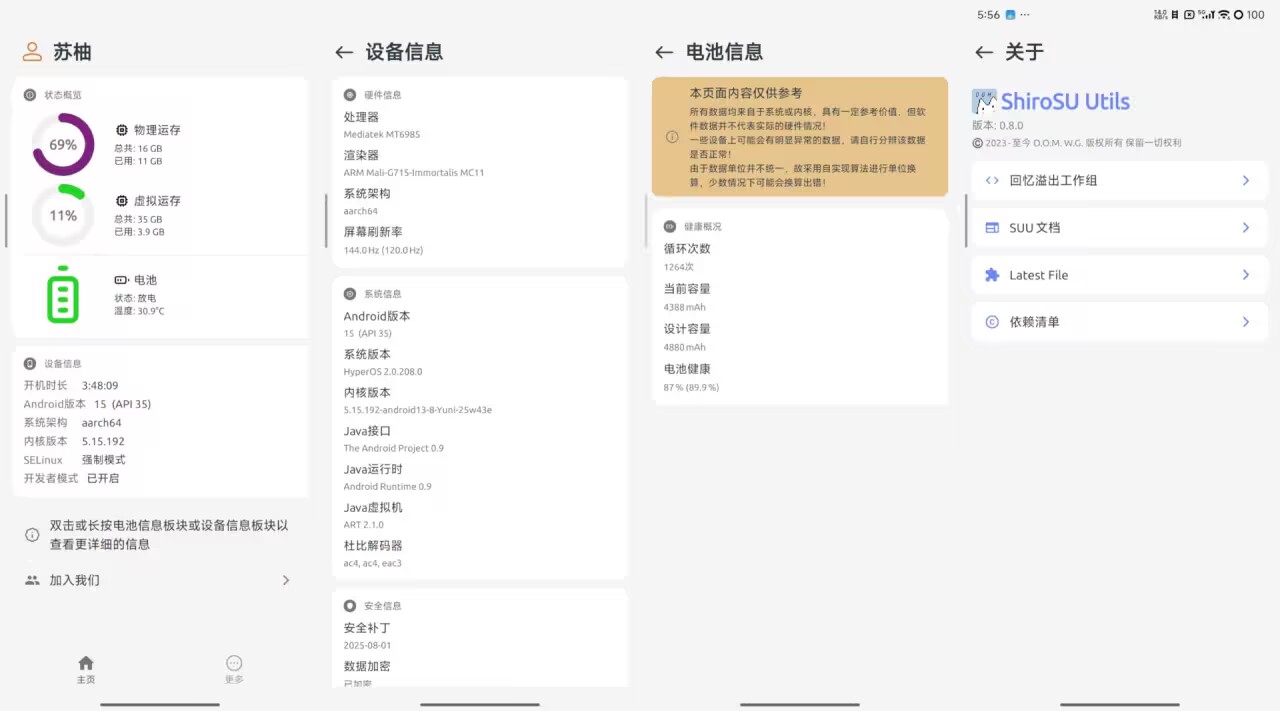 苏柚
状态概览
69%
物理运存
总共: 16 GB
已用: 11 GB
11%
虚拟运存
总共: 35 GB
已用: 3.9 GB
电池
状态: 放电
温度: 30.9°C
设备信息
开机时长 3:48:09
Android版本 15 (API 35)
系统架构 aarch64
内核版本 5.15.192
SELinux 强制模式
开发者模式 已开启
双击或长按电池信息板块或设备信息板块以
查看更详细的信息
加入我们
主页
更多
设备信息
硬件信息
处理器
Mediatek MT6985
渲染器
ARM Mali-G715-Immortalis MC11
系统架构
aarch64
屏幕刷新率
144.0 Hz (120.0 Hz)
系统信息
Android版本
15 (API 35)
系统版本
HyperOS 2.0.208.0
内核版本
5.15.192-android13-8-Yuni-25w43e
Java接口
The Android Project 0.9
Java运行时
Android Runtime 0.9
Java虚拟机
ART 2.1.0
杜比解码器
ac4, ac4, eac3
安全信息
安全补丁
2025-08-01
数据加密
已加密
电池信息
本页面内容仅供参考
所有数据均来自于系统或内核，具有一定参考价值，但软
件数据并不代表实际的硬件情况！
一些设备上可能会有明显异常的数据，请自行分辨该数据
是否正常！
由于数据单位并不统一，故采用自实现算法进行单位换
算，少数情况下可能会换算出错！
健康概况
循环次数
1264次
当前容量
4388 mAh
设计容量
4880 mAh
电池健康
87 % (89.9 %)
5:56
14.0 KB/s 5G 100
关于
ShiroSU Utils
版本: 0.8.0
© 2023 - 至今 O.O.M. W.G. 版权所有 保留一切权利
回忆溢出工作组
SUU 文档
Latest File
依赖清单